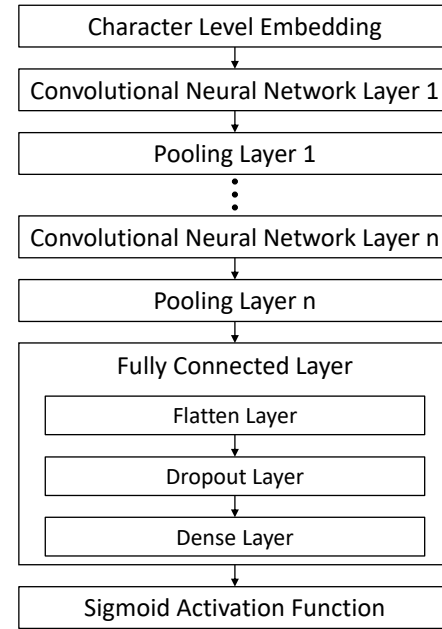 Character Level Embedding
Convolutional Neural Network Layer 1
Pooling Layer 1
Convolutional Neural Network Layer n
Pooling Layer n
Fully Connected Layer
Flatten Layer
Dropout Layer
Dense Layer
Sigmoid Activation Function